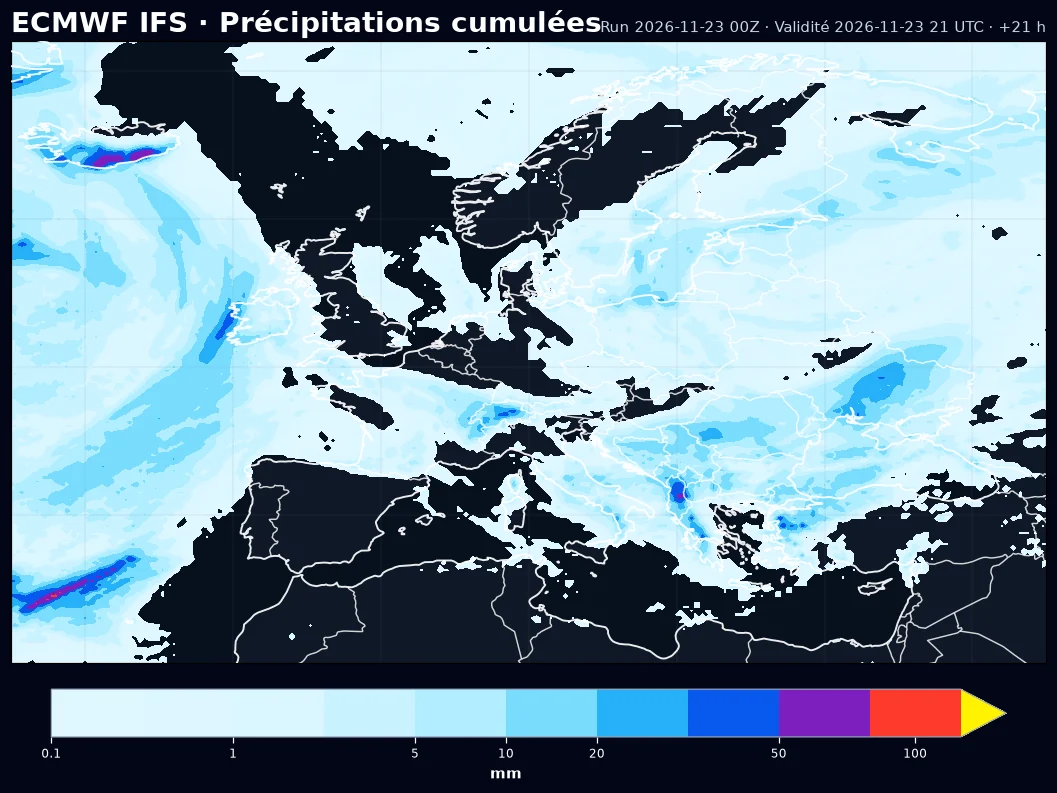 ECMWF IFS · Précipitations cumulées
Run 2026-11-23 00Z · Validité 2026-11-23 21 UTC · +21 h
0.1 1 5 10 20 50 100
mm